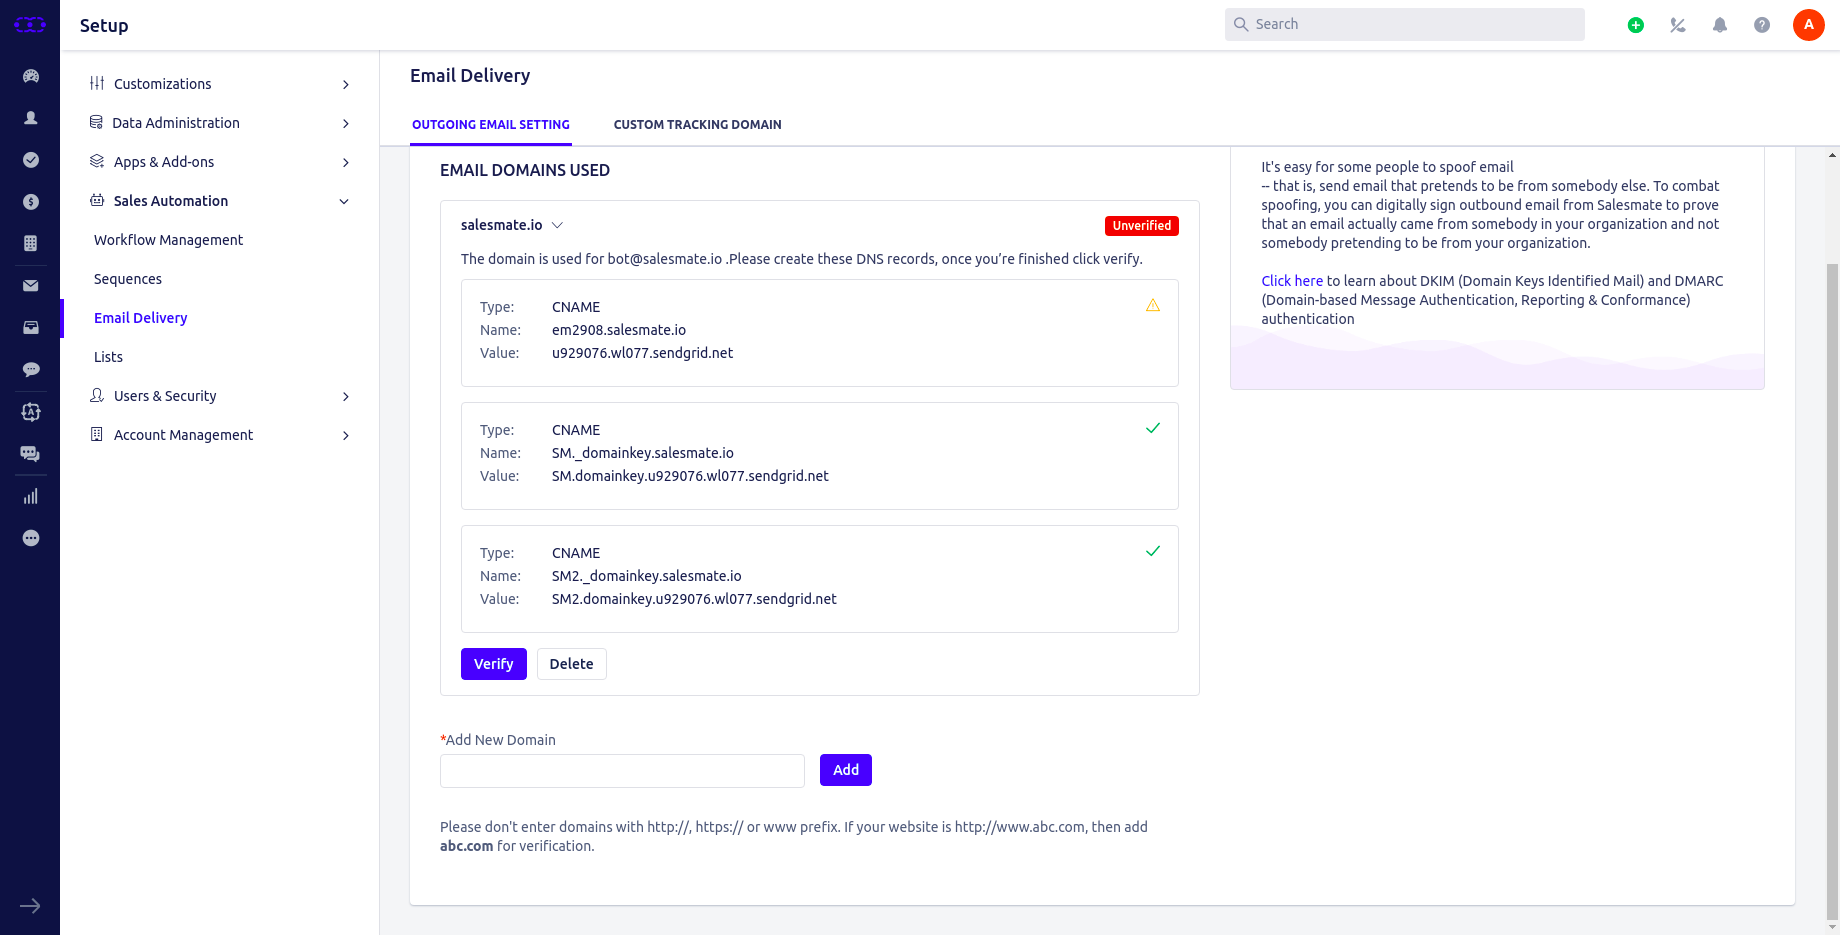 Setup
Search
A
Customizations
Data Administration
Apps & Add-ons
Sales Automation
Workflow Management
Sequences
Email Delivery
Lists
Users & Security
Account Management
Email Delivery
OUTGOING EMAIL SETTING
CUSTOM TRACKING DOMAIN
EMAIL DOMAINS USED
salesmate.io
Unverified
The domain is used for bot@salesmate.io .Please create these DNS records, once you’re finished click verify.
Type: CNAME
Name: em2908.salesmate.io
Value: u929076.wl077.sendgrid.net
Type: CNAME
Name: SM._domainkey.salesmate.io
Value: SM.domainkey.u929076.wl077.sendgrid.net
Type: CNAME
Name: SM2._domainkey.salesmate.io
Value: SM2.domainkey.u929076.wl077.sendgrid.net
Verify
Delete
*Add New Domain
Add
Please don't enter domains with http://, https:// or www prefix. If your website is http://www.abc.com, then add
abc.com for verification.
It's easy for some people to spoof email
-- that is, send email that pretends to be from somebody else. To combat
spoofing, you can digitally sign outbound email from Salesmate to prove
that an email actually came from somebody in your organization and not
somebody pretending to be from your organization.
Click here to learn about DKIM (Domain Keys Identified Mail) and DMARC
(Domain-based Message Authentication, Reporting & Conformance)
authentication